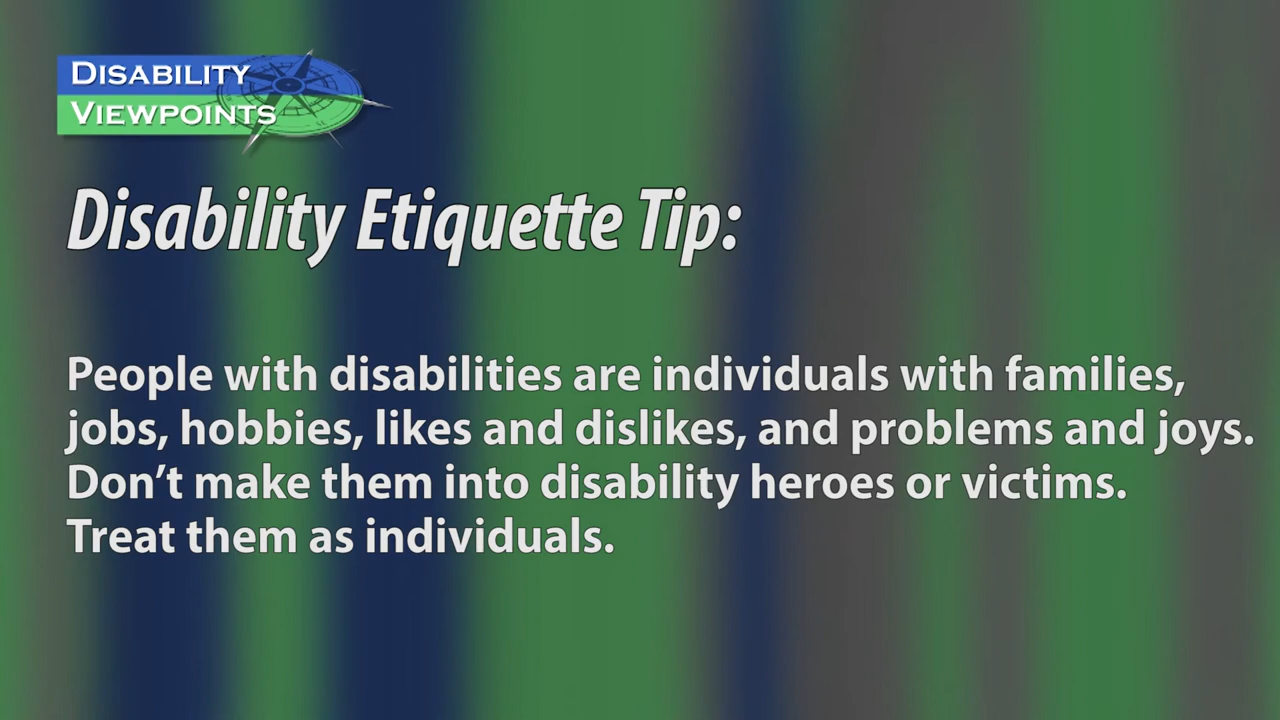 Disability
Viewpoints
Disability Etiquette Tip:
People with disabilities are individuals with families,
jobs, hobbies, likes and dislikes, and problems and joys.
Don’t make them into disability heroes or victims.
Treat them as individuals.